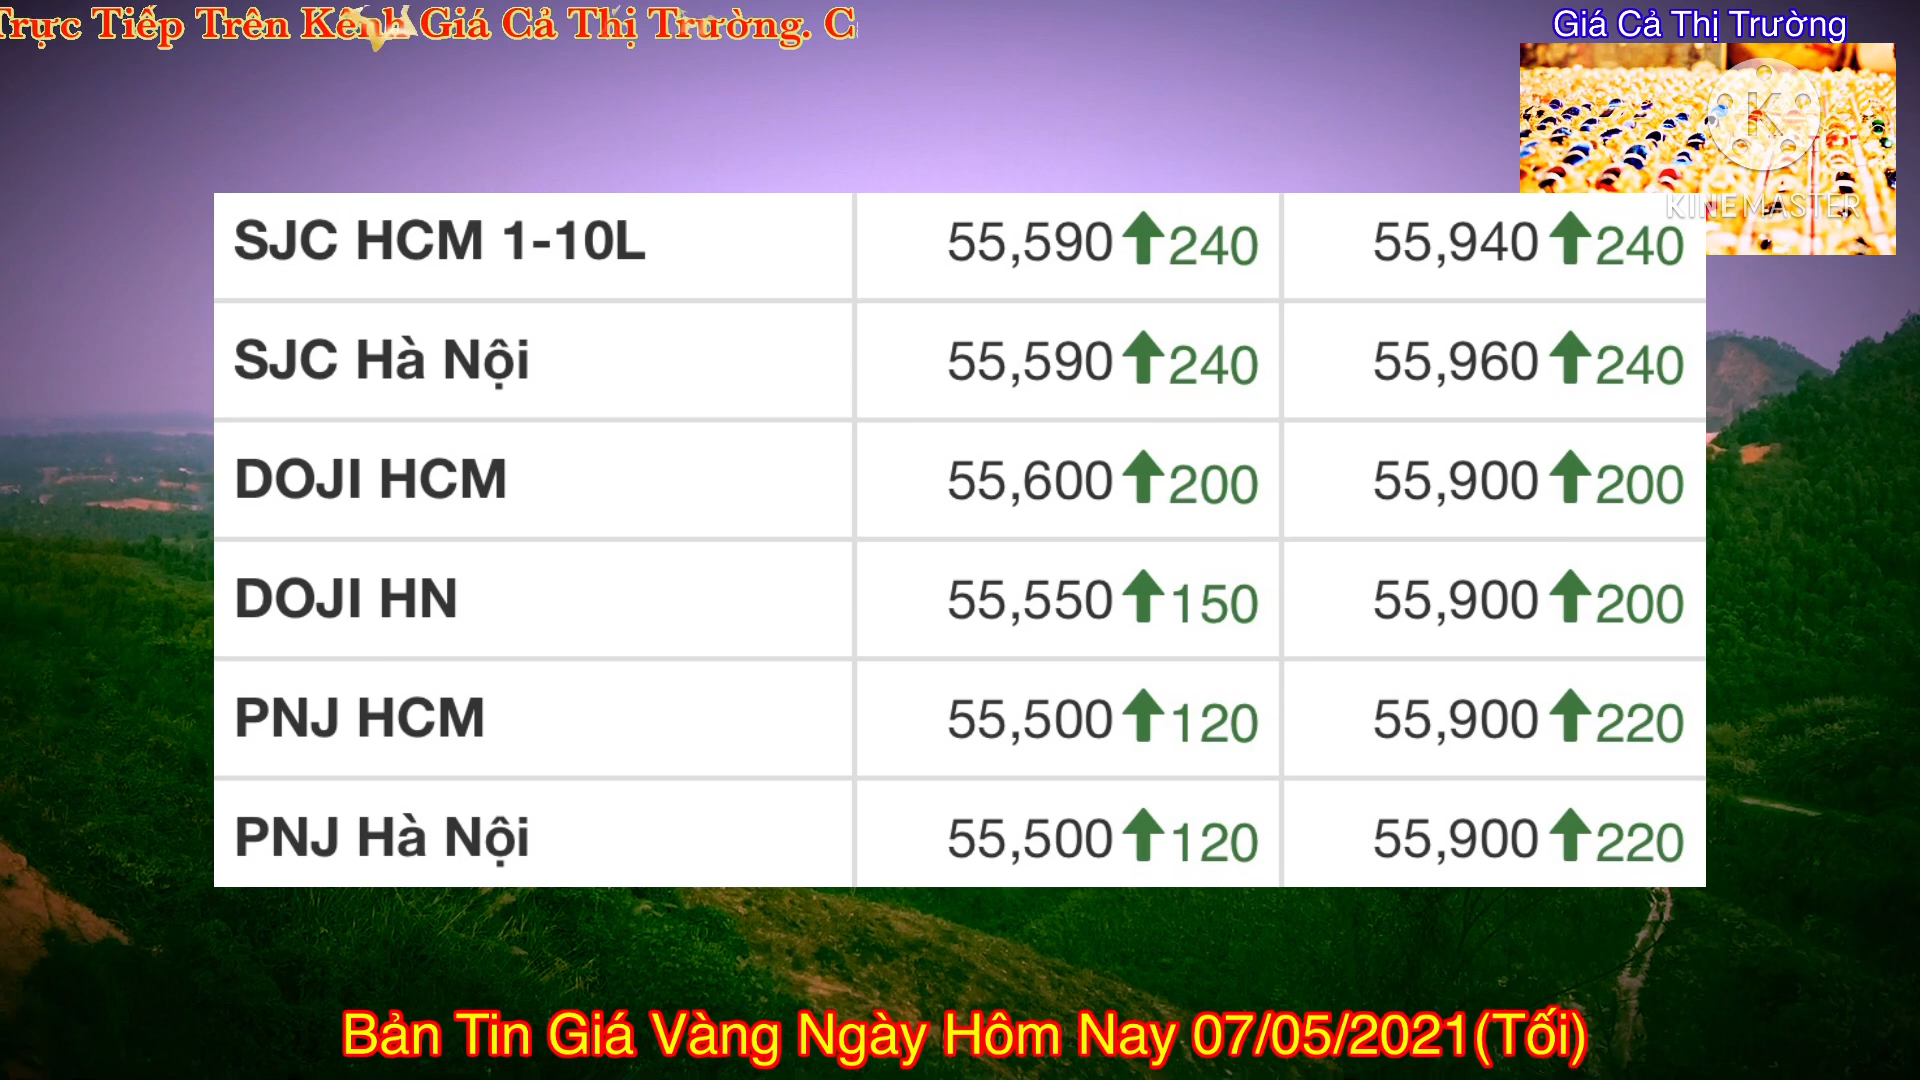 Trực Tiếp Trên Kênh Giá Cả Thị Trường. C
Giá Cả Thị Trường
K
KINEMASTER
SJC HCM 1-10L 55,590 ⬆240 55,940 ⬆240
SJC Hà Nội 55,590 ⬆240 55,960 ⬆240
DOJI HCM 55,600 ⬆200 55,900 ⬆200
DOJI HN 55,550 ⬆150 55,900 ⬆200
PNJ HCM 55,500 ⬆120 55,900 ⬆220
PNJ Hà Nội 55,500 ⬆120 55,900 ⬆220
Bản Tin Giá Vàng Ngày Hôm Nay 07/05/2021(Tối)